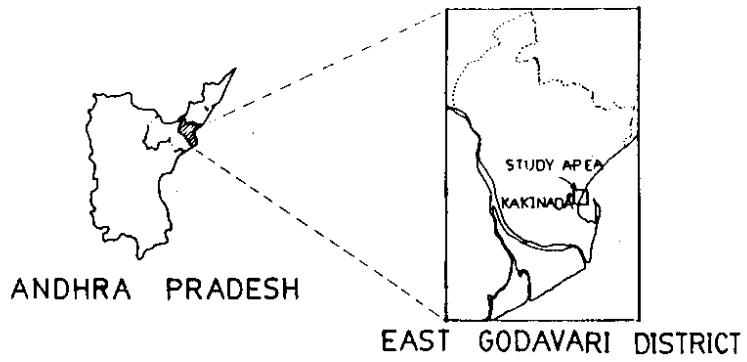 STUDY APEA
KAKINADA
ANDHRA PRADESH
EAST GODAVARI DISTRICT